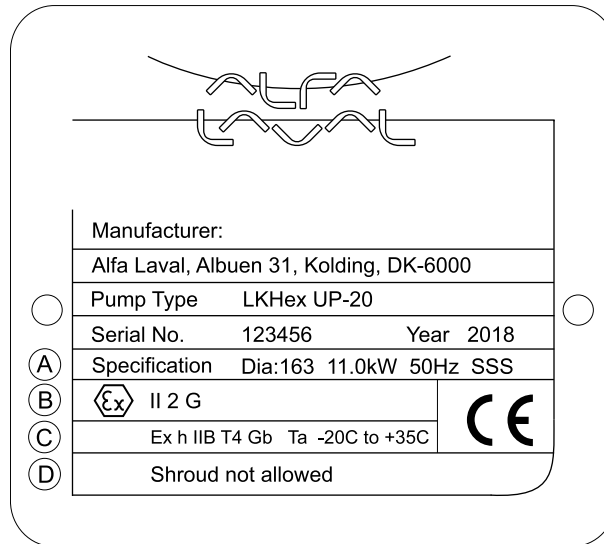 ALFA
LAVAL
Manufacturer:
Alfa Laval, Albuen 31, Kolding, DK-6000
Pump Type LKHex UP-20
Serial No. 123456 Year 2018
A Specification Dia:163 11.0kW 50Hz SSS
B Ex II 2 G CE
C Ex h IIB T4 Gb Ta -20C to +35C
D Shroud not allowed